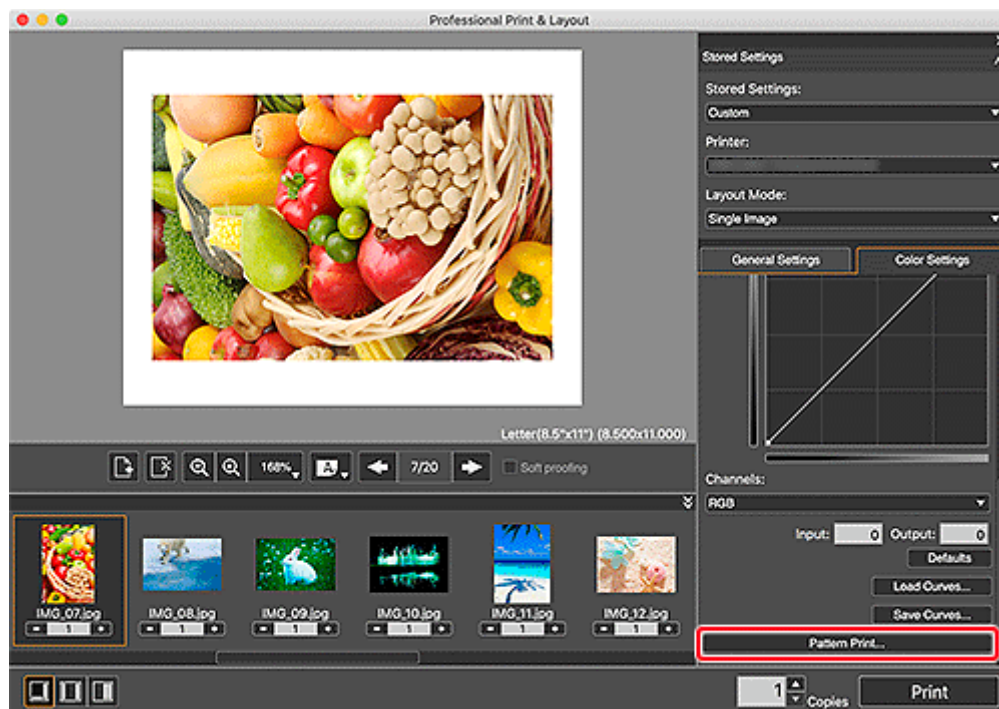 Professional Print & Layout
Stored Settings
Stored Settings:
Custom
Printer:
Layout Mode:
Single Image
General Settings
Color Settings
Letter(8.5"x11") (8.500x11.000)
168%
A
7/20
Soft proofing
Channels:
RGB
Input: 0 Output: 0
Defaults
Load Curves...
Save Curves...
Pattern Print...
IMG_07.jpg
IMG_08.jpg
IMG_09.jpg
IMG_10.jpg
IMG_11.jpg
IMG_12.jpg
- 1 +
- 1 +
- 1 +
- 1 +
- 1 +
- 1 +
1 Copies
Print